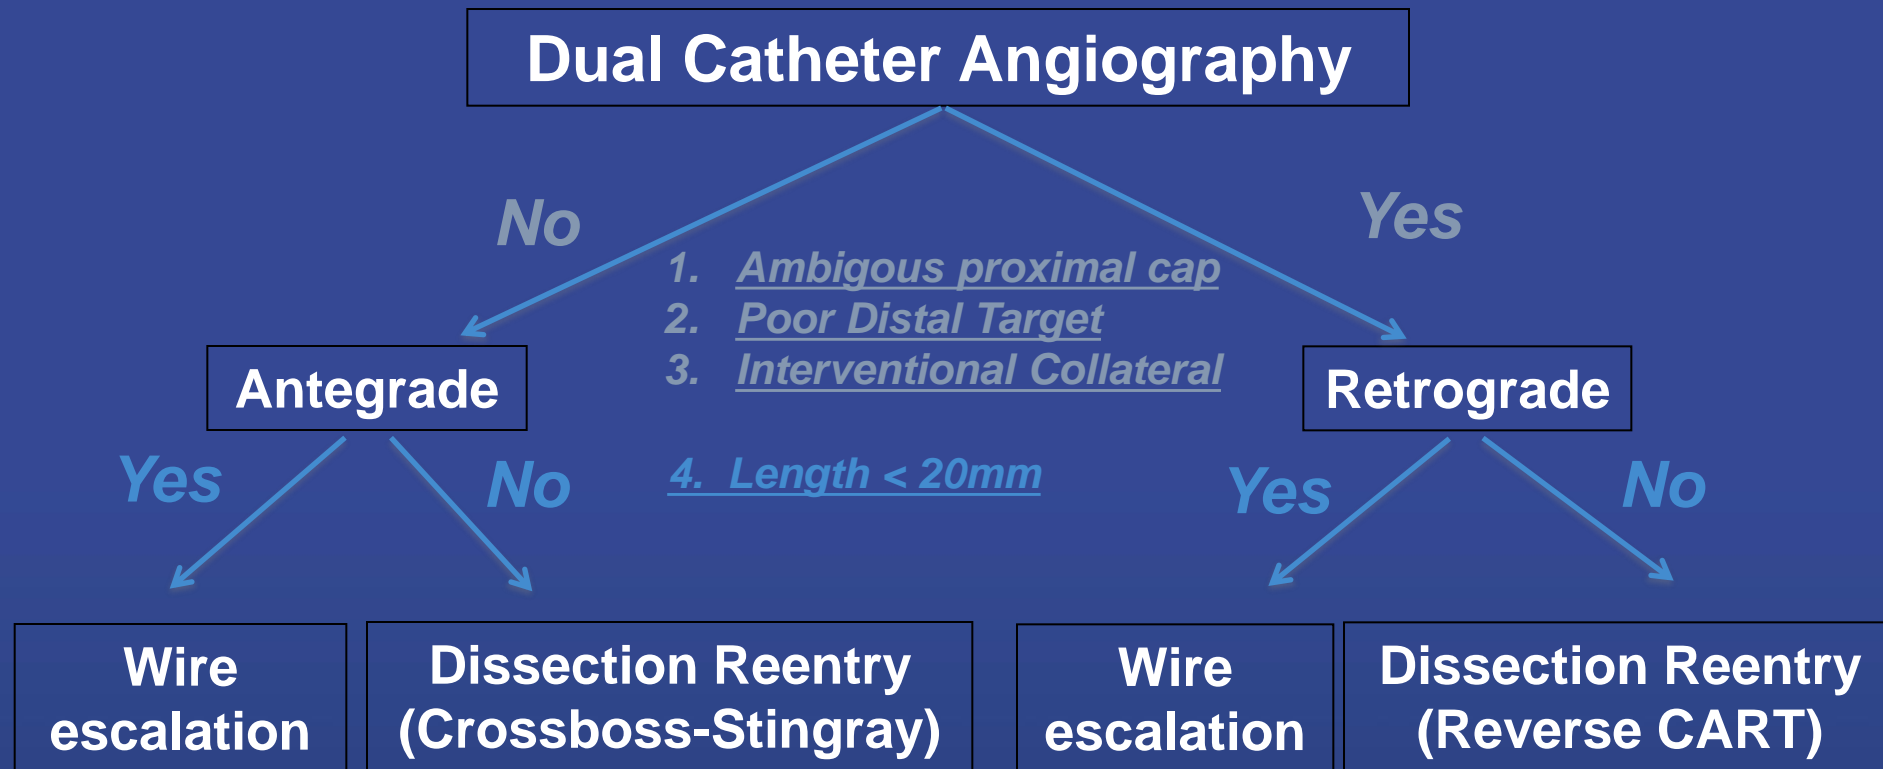 Dual Catheter Angiography
No
Yes
1. Ambigous proximal cap
2. Poor Distal Target
3. Interventional Collateral
Antegrade
Retrograde
Yes
No
4. Length < 20mm
Yes
No
Wire
escalation
Dissection Reentry
(Crossboss-Stingray)
Wire
escalation
Dissection Reentry
(Reverse CART)